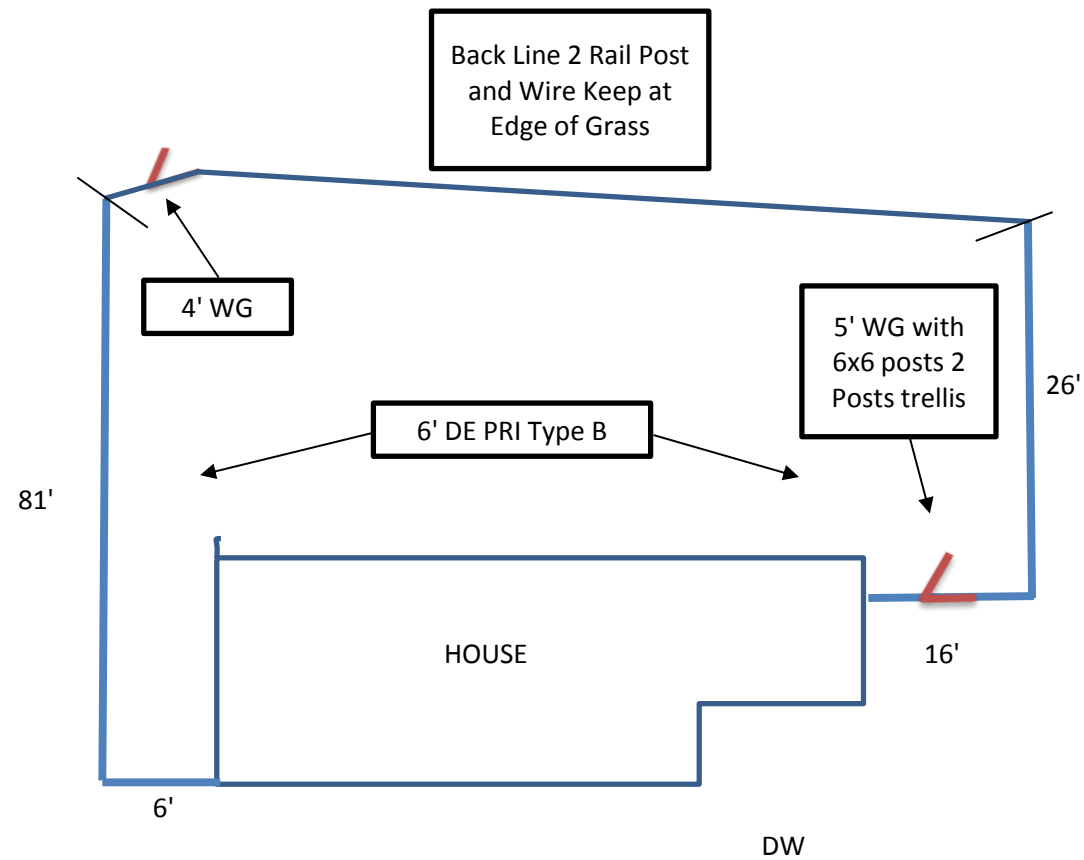 Back Line 2 Rail Post
and Wire Keep at
Edge of Grass
4' WG
5' WG with
6x6 posts 2
Posts trellis
26'
6' DE PRI Type B
81'
HOUSE
16'
6'
DW